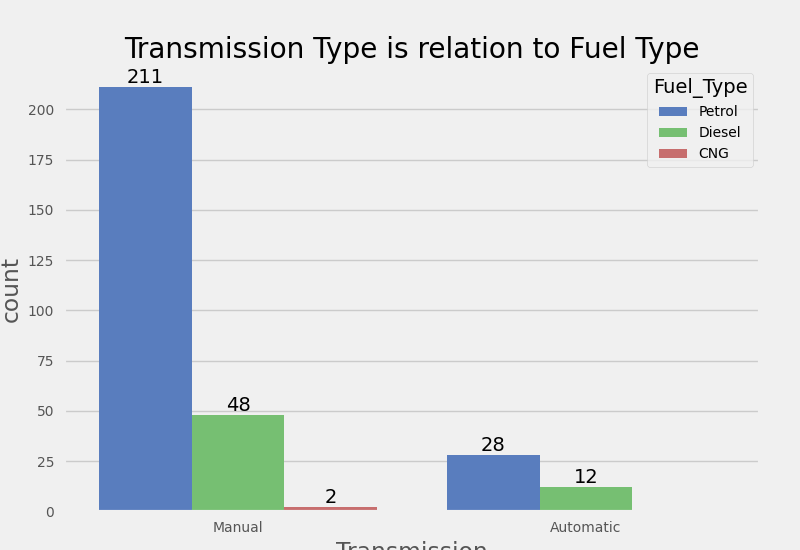 Transmission Type is relation to Fuel Type
211
Fuel_Type
Petrol
Diesel
CNG
200
175
150
125
100
75
50
25
0
count
48
2
28
12
Manual
Automatic
Transmission